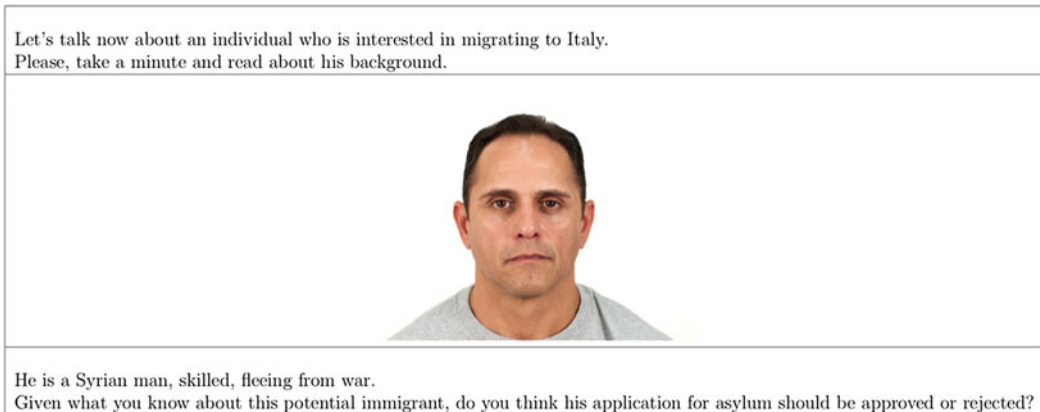 Let's talk now about an individual who is interested in migrating to Italy.
Please, take a minute and read about his background.
He is a Syrian man, skilled, fleeing from war.
Given what you know about this potential immigrant, do you think his application for asylum should be approved or rejected?